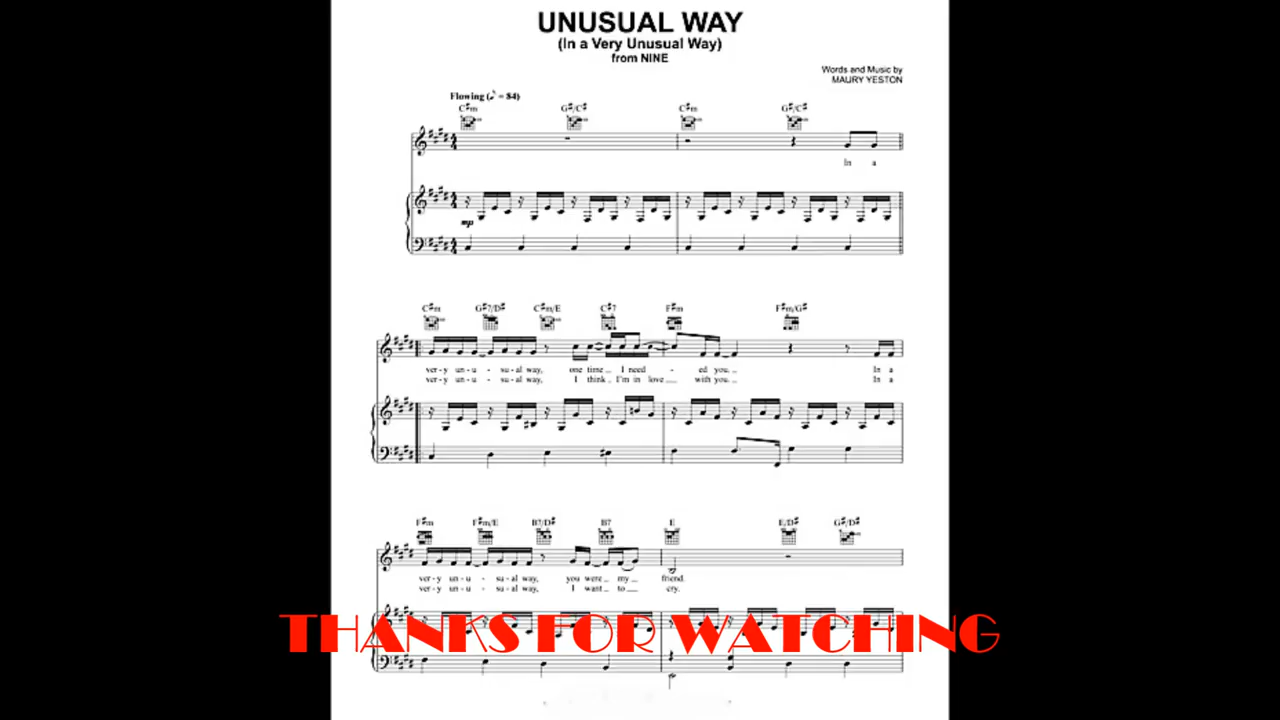 UNUSUAL WAY
(In a Very Unusual Way)
from NINE
Words and Music by
MAURY YESTON
Flowing (♪ = 84)
C#m G#/C# C#m G#/C#
In a
mp
C#m G#7/D# C#m/E C#7 F#m F#m/G#
ver - y un - u - su - al way, one time I need - ed you. In a
ver - y un - u - su - al way, I think I'm in love with you. In a
F#m F#m/E B7/D# B7 E E/D# G#/D#
ver - y un - u - su - al way, you were my friend.
ver - y un - u - su - al way, I want to cry.
THANKS FOR WATCHING